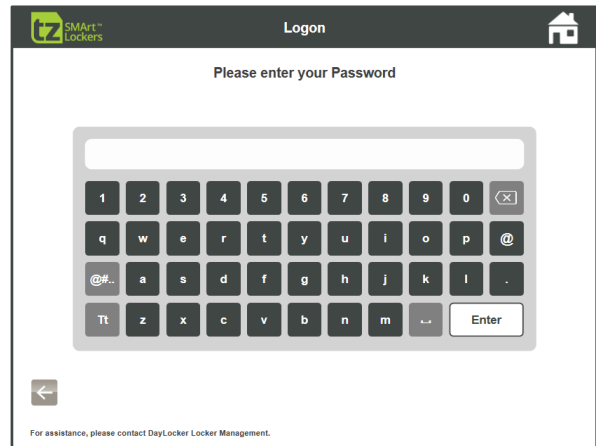 tz SMArt™
Lockers
Logon
Please enter your Password
1 2 3 4 5 6 7 8 9 0
q w e r t y u i o p @
@#.. a s d f g h j k l .
Tt z x c v b n m Enter
For assistance, please contact DayLocker Locker Management.